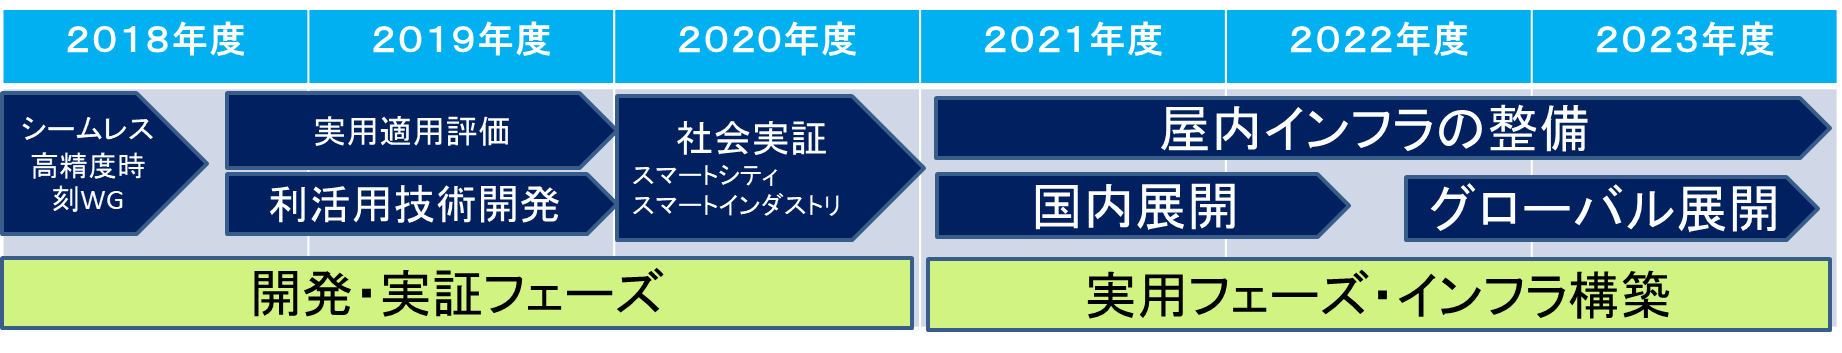 2018年度
2019年度
2020年度
2021年度
2022年度
2023年度
シームレス
高精度時
刻WG
実用適用評価
利活用技術開発
社会実証
スマートシティ
スマートインダストリ
屋内インフラの整備
国内展開
グローバル展開
開発・実証フェーズ
実用フェーズ・インフラ構築